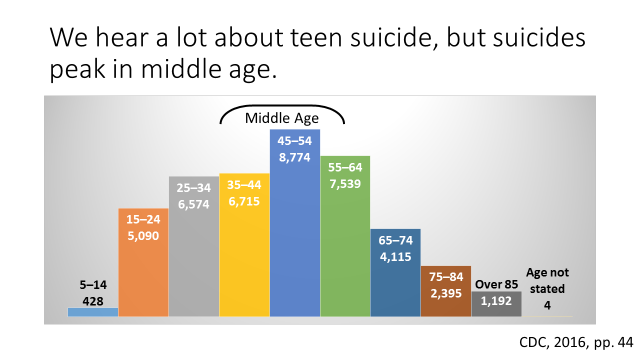 We hear a lot about teen suicide, but suicides
peak in middle age.
Middle Age
5–14
428
15–24
5,090
25–34
6,574
35–44
6,715
45–54
8,774
55–64
7,539
65–74
4,115
75–84
2,395
Over 85
1,192
Age not
stated
4
CDC, 2016, pp. 44